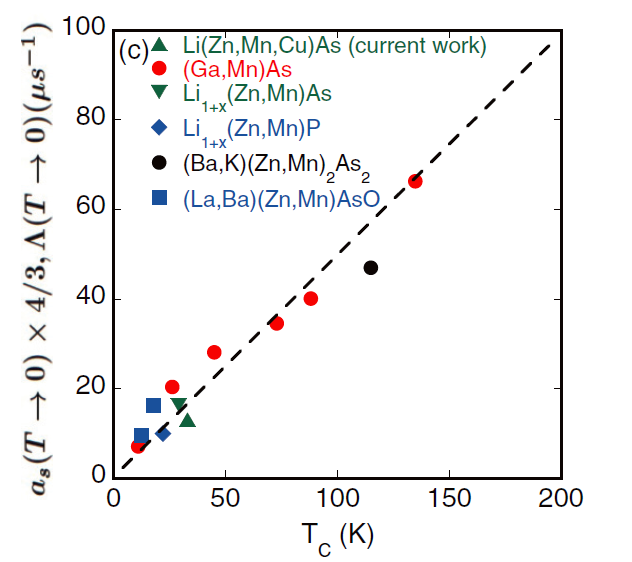 (c)
Li(Zn,Mn,Cu)As (current work)
(Ga,Mn)As
Li₁₊ₓ(Zn,Mn)As
Li₁₊ₓ(Zn,Mn)P
(Ba,K)(Zn,Mn)₂As₂
(La,Ba)(Zn,Mn)AsO
100
80
60
40
20
0
0 50 100 150 200
T_C (K)
aₛ(T → 0) × 4/3, Λ(T → 0)(μs⁻¹)